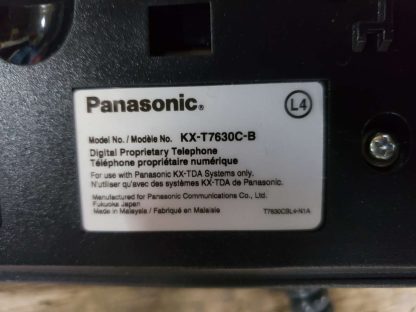 Panasonic®
L4
Model No. / Modèle No. KX-T7630C-B
Digital Proprietary Telephone
Téléphone propriétaire numérique
For use with Panasonic KX-TDA Systems only.
N'utiliser qu'avec des systèmes KX-TDA de Panasonic.
Manufactured for Panasonic Communications Co., Ltd.
Fukuoka Japan
Made in Malaysia / Fabriqué en Malaisie